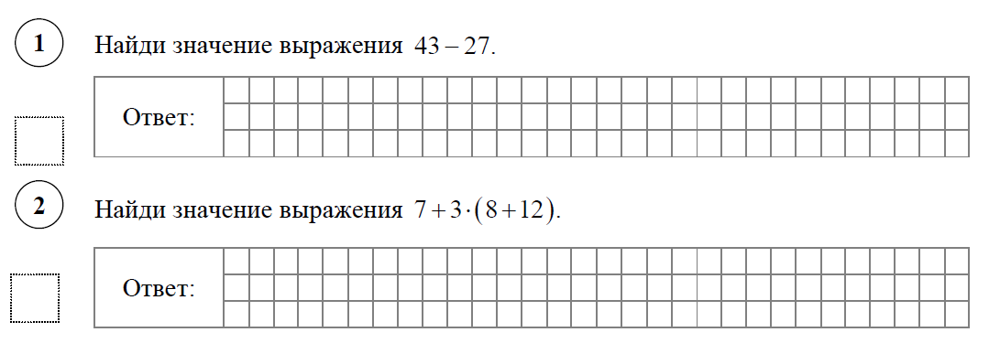 1 Найди значение выражения 43 − 27.
Ответ:
2 Найди значение выражения 7 + 3 · (8 + 12).
Ответ: